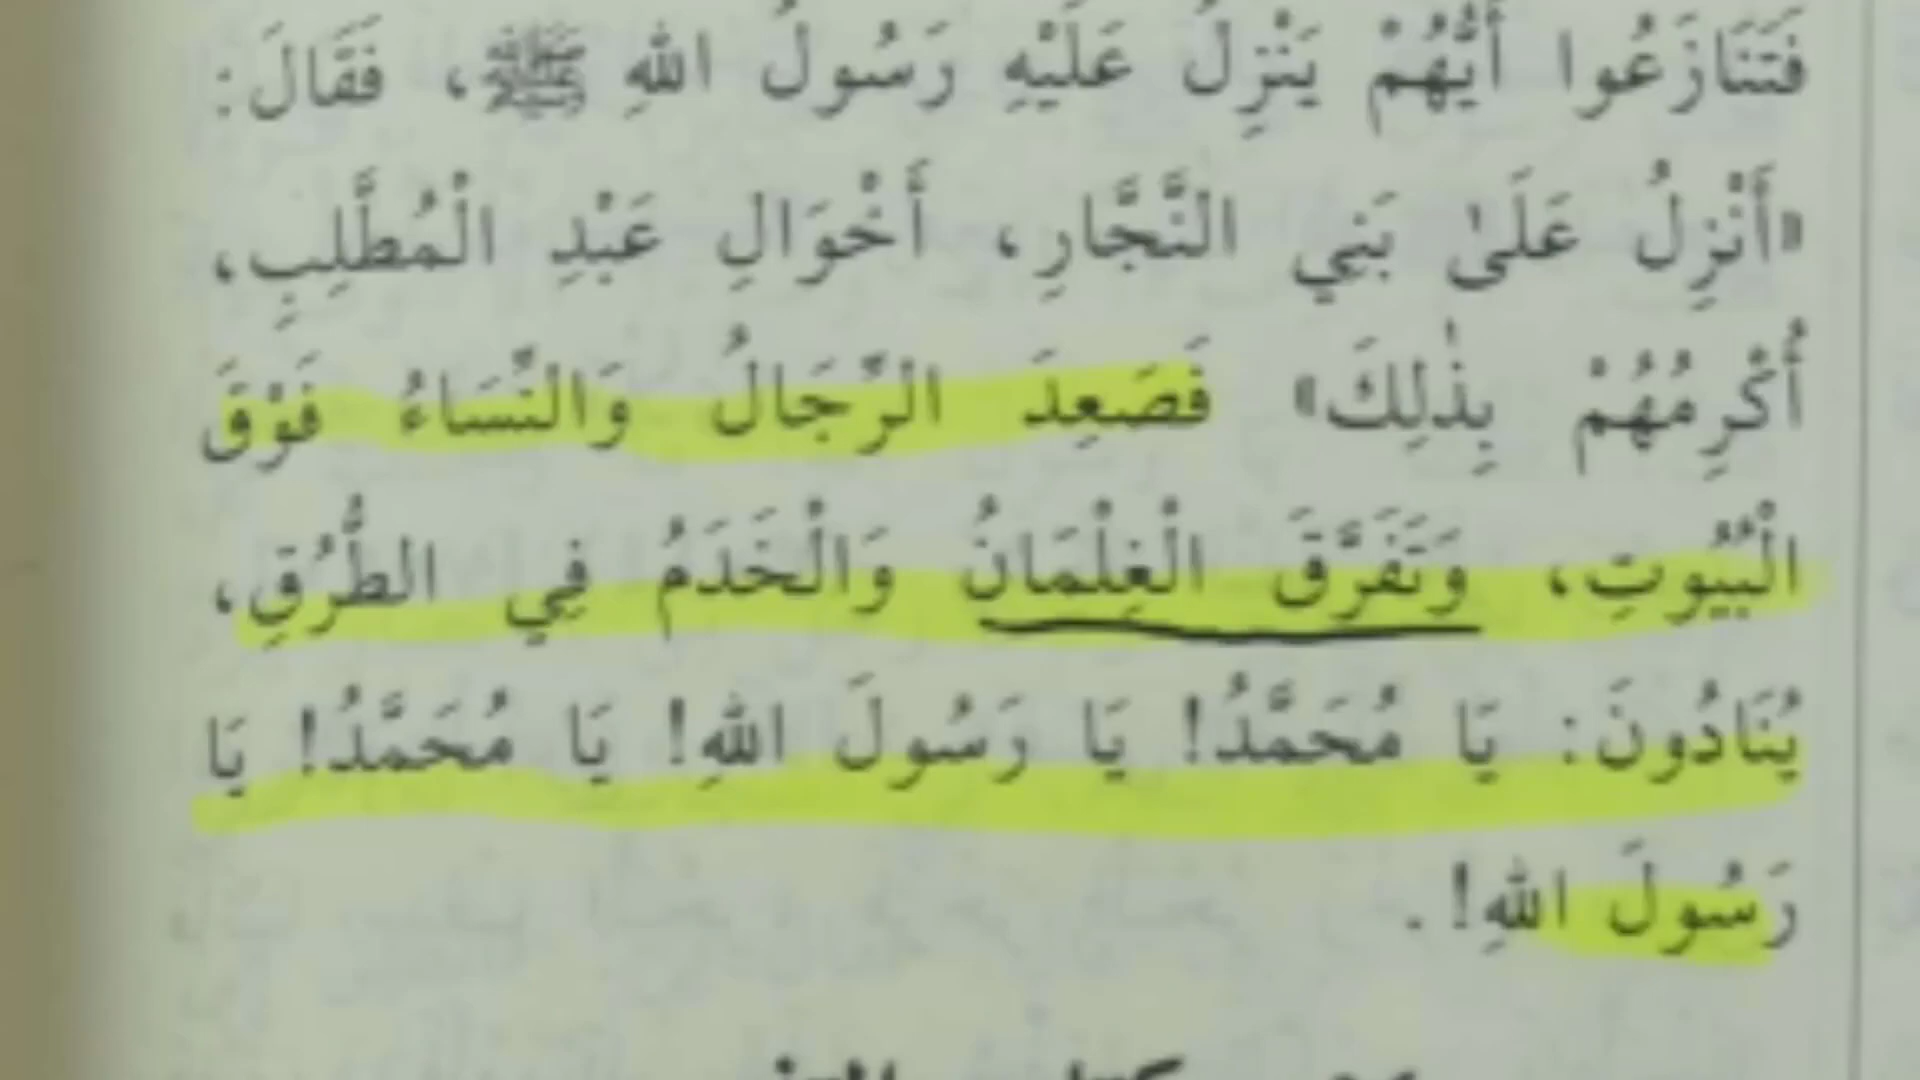 فَتَنَازَعُوا أَيُّهُمْ يَنْزِلُ عَلَيْهِ رَسُولُ اللهِ ﷺ، فَقَالَ:
«أَنْزِلُ عَلَىٰ بَنِي النَّجَّارِ، أَخْوَالِ عَبْدِ الْمُطَّلِبِ،
أُكْرِمُهُمْ بِذٰلِكَ» فَصَعِدَ الرِّجَالُ وَالنِّسَاءُ فَوْقَ
الْبُيُوتِ، وَتَفَرَّقَ الْغِلْمَانُ وَالْخَدَمُ فِي الطُّرُقِ،
يُنَادُونَ: يَا مُحَمَّدُ! يَا رَسُولَ اللهِ! يَا مُحَمَّدُ! يَا
رَسُولَ اللهِ!.